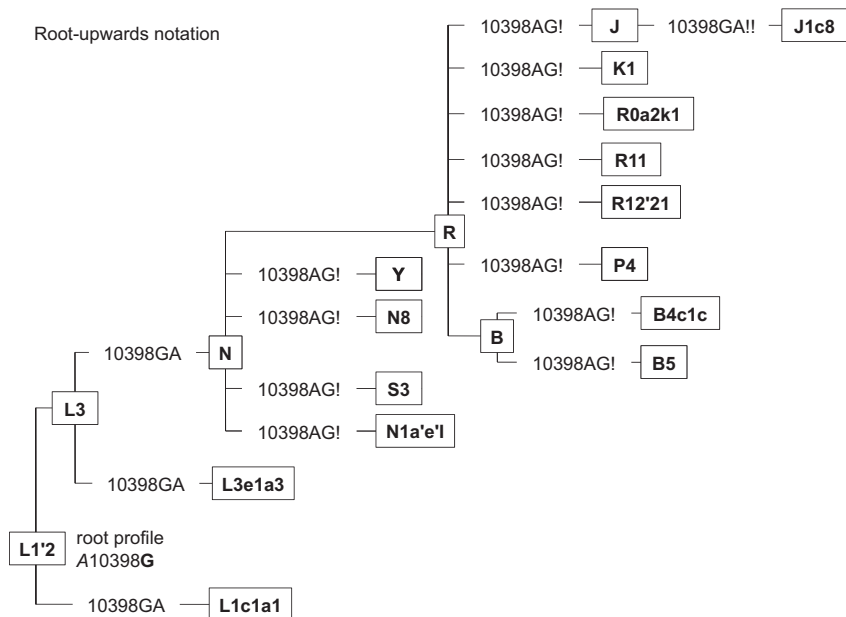 Root-upwards notation
10398AG! J 10398GA!! J1c8
10398AG! K1
10398AG! R0a2k1
10398AG! R11
10398AG! R12'21
R
10398AG! Y
10398AG! P4
10398AG! N8
10398AG! B4c1c
B
10398GA N
10398AG! B5
10398AG! S3
L3
10398AG! N1a'e'I
10398GA L3e1a3
L1'2 root profile
A10398G
10398GA L1c1a1